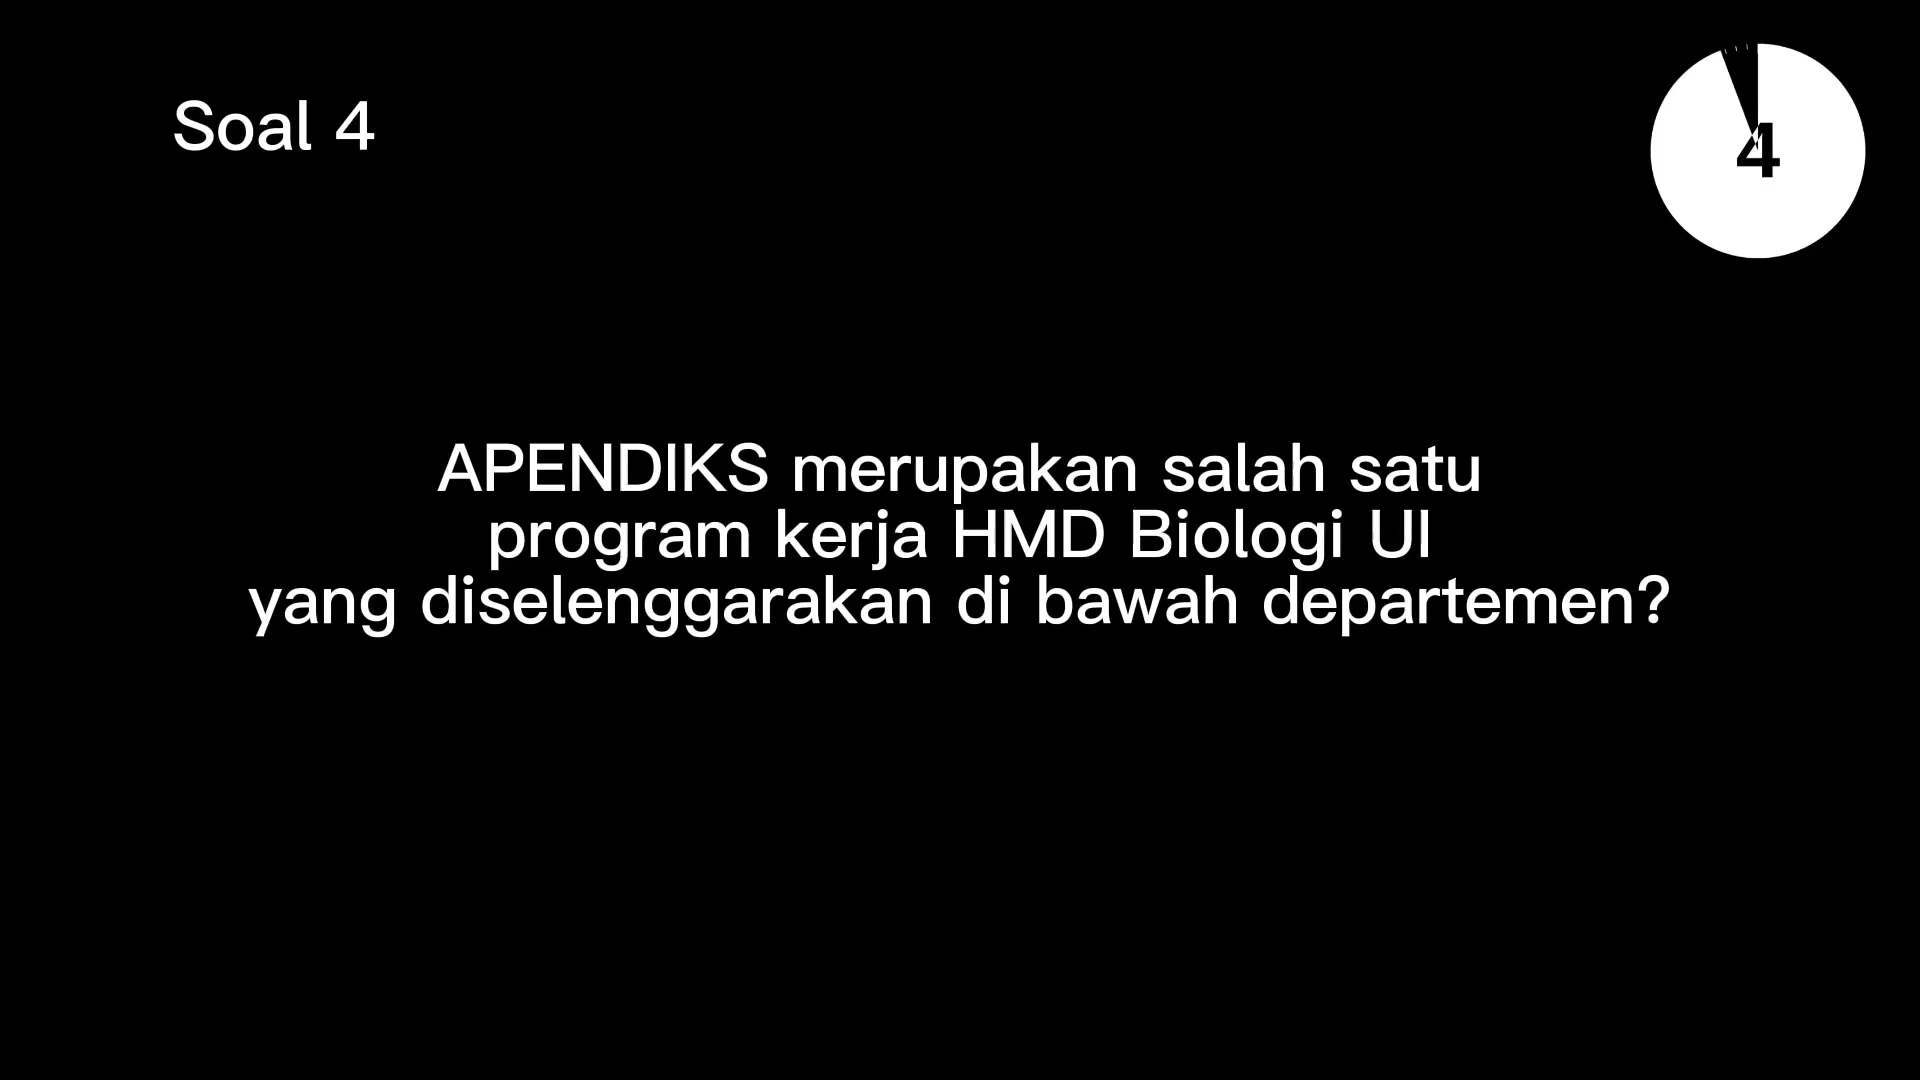 Soal 4
4
APENDIKS merupakan salah satu
program kerja HMD Biologi UI
yang diselenggarakan di bawah departemen?